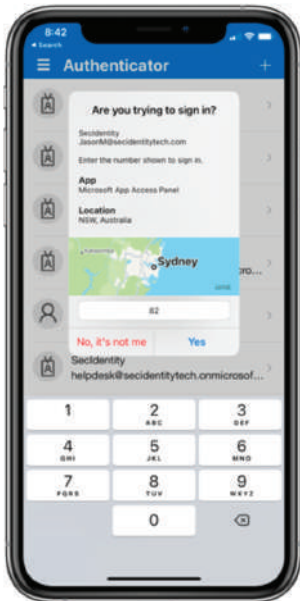 8:42
Search
Authenticator
Are you trying to sign in?
SecIdentity
JasonM@secidentitytech.com
Enter the number shown to sign in.
App
Microsoft App Access Panel
Location
NSW, Australia
Sydney
pro...
82
No, it's not me
Yes
SecIdentity
helpdesk@secidentitytech.onmicrosof...
1
2
ABC
3
DEF
4
GHI
5
JKL
6
MNO
7
PQRS
8
TUV
9
WXYZ
0